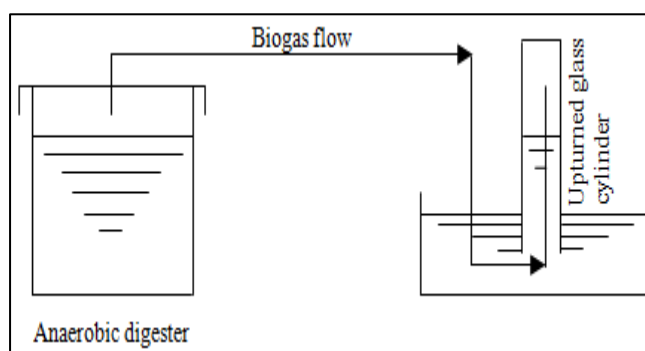 Biogas flow
Upturned glass
cylinder
Anaerobic digester